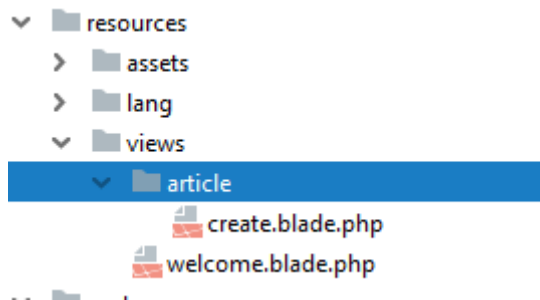 resources
assets
lang
views
article
create.blade.php
welcome.blade.php